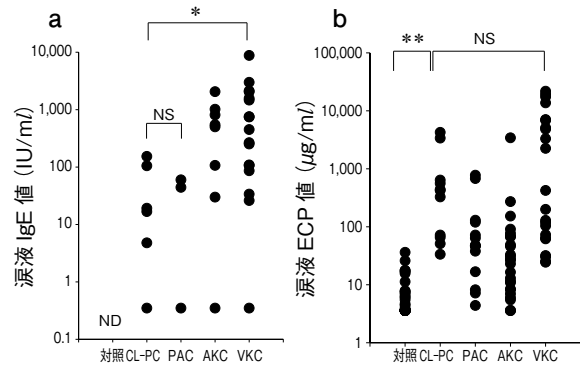 a
*
10,000
1,000
100
10
1
0.1
NS
ND
涙液 IgE 値 (IU/ml)
対照 CL-PC PAC AKC VKC
b
**
NS
100,000
10,000
1,000
100
10
1
涙液 ECP 値 (μg/ml)
対照 CL-PC PAC AKC VKC